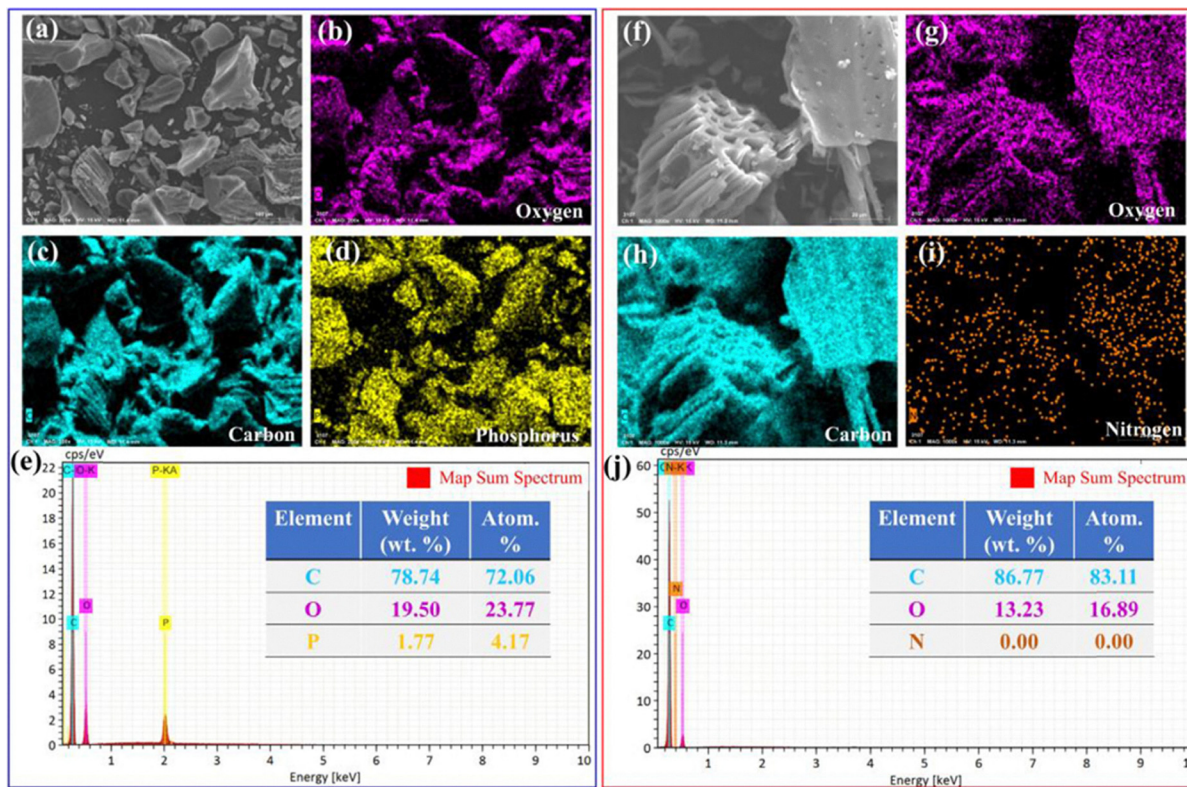 (a)
(b)
Oxygen
(c)
Carbon
(d)
Phosphorus
(e)
cps/eV
22
20
18
16
14
12
10
8
6
4
2
0
C-
O-K
P-KA
O
C
P
Map Sum Spectrum
Element Weight (wt. %) Atom. %
C 78.74 72.06
O 19.50 23.77
P 1.77 4.17
1 2 3 4 5 6 7 8 9 10
Energy [keV]
(f)
(g)
Oxygen
(h)
Carbon
(i)
Nitrogen
(j)
cps/eV
60
50
40
30
20
10
0
N-K
N
O
C
Map Sum Spectrum
Element Weight (wt. %) Atom. %
C 86.77 83.11
O 13.23 16.89
N 0.00 0.00
1 2 3 4 5 6 7 8 9
Energy [keV]